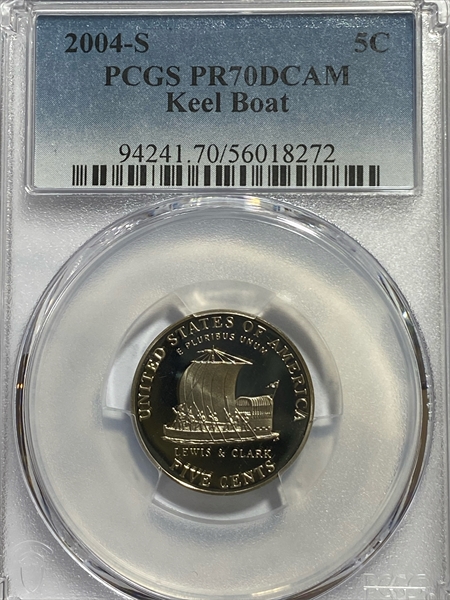 2004-S 5C
PCGS PR70DCAM
Keel Boat
94241.70/56018272
UNITED STATES OF AMERICA
E PLURIBUS UNUM
LEWIS & CLARK
FIVE CENTS